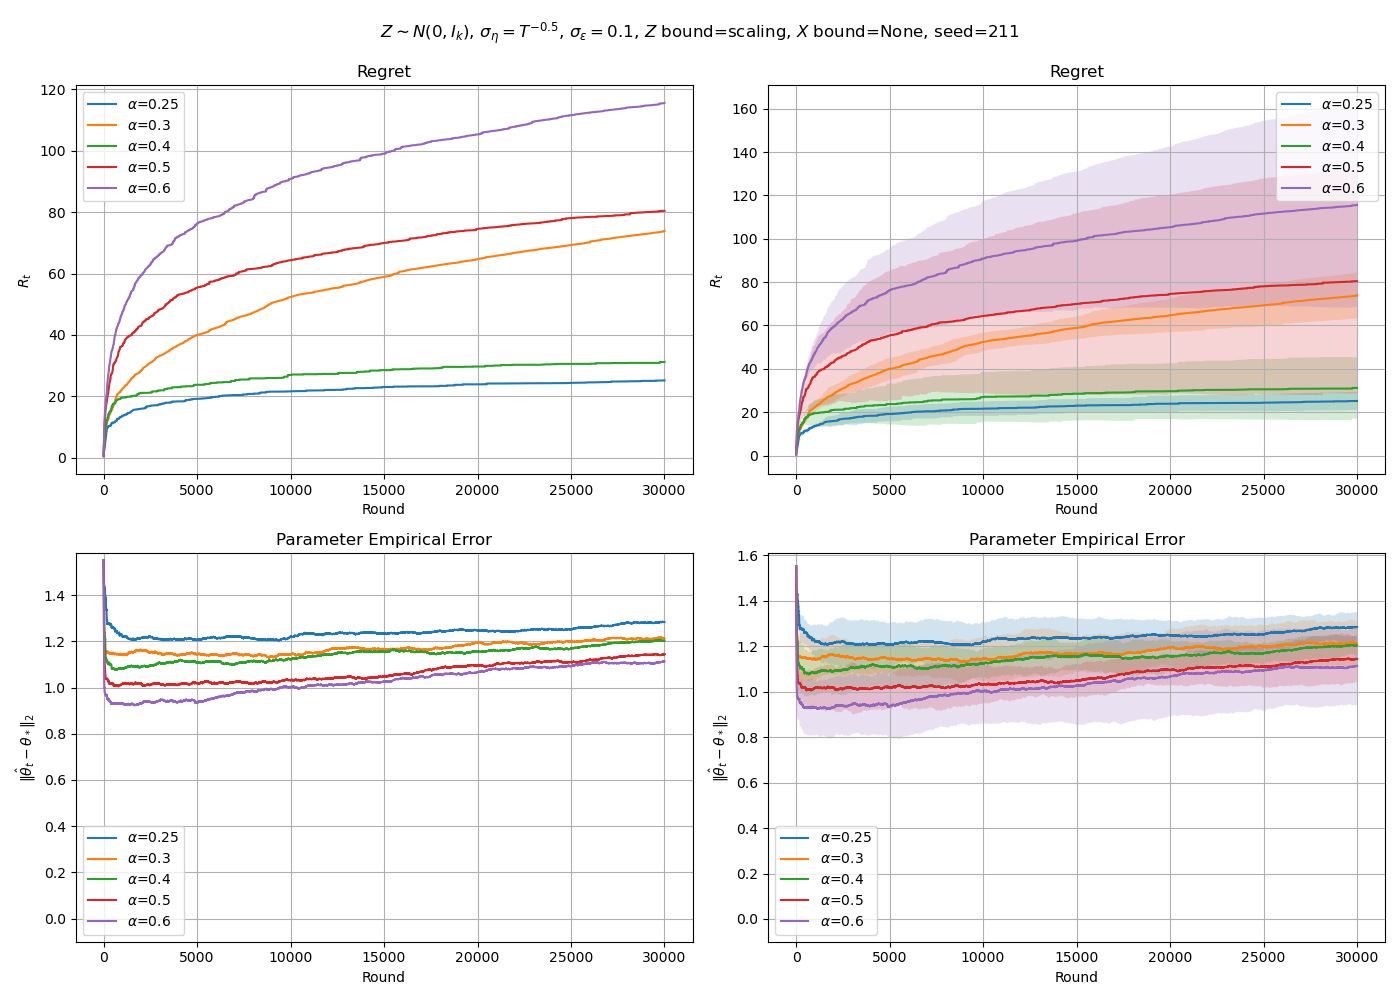 Z ∼ N(0, I_k), σ_η = T^{−0.5}, σ_ε = 0.1, Z bound=scaling, X bound=None, seed=211
Regret
120
100
80
60
40
20
0
R_t
α=0.25
α=0.3
α=0.4
α=0.5
α=0.6
0 5000 10000 15000 20000 25000 30000
Round
Regret
160
140
120
100
80
60
40
20
0
R_t
α=0.25
α=0.3
α=0.4
α=0.5
α=0.6
0 5000 10000 15000 20000 25000 30000
Round
Parameter Empirical Error
1.4
1.2
1.0
0.8
0.6
0.4
0.2
0.0
‖θ̂_t − θ_*‖_2
α=0.25
α=0.3
α=0.4
α=0.5
α=0.6
0 5000 10000 15000 20000 25000 30000
Round
Parameter Empirical Error
1.6
1.4
1.2
1.0
0.8
0.6
0.4
0.2
0.0
‖θ̂_t − θ_*‖_2
α=0.25
α=0.3
α=0.4
α=0.5
α=0.6
0 5000 10000 15000 20000 25000 30000
Round